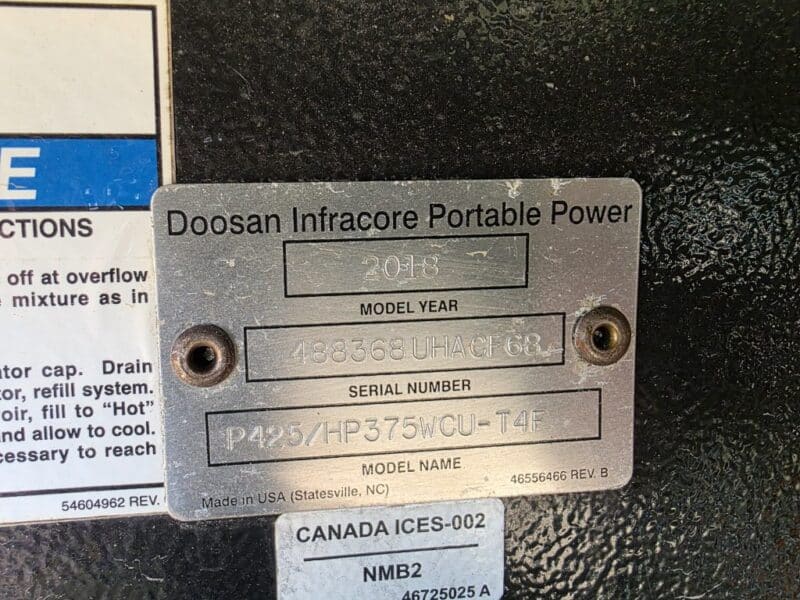 E
CTIONS
off at overflow
mixture as in
tor cap. Drain
tor, refill system.
oir, fill to "Hot"
nd allow to cool.
cessary to reach
54604962 REV.
Doosan Infracore Portable Power
2018
MODEL YEAR
488368UHACF68
SERIAL NUMBER
P425/HP375WCU-T4F
MODEL NAME
46556466 REV. B
Made in USA (Statesville, NC)
CANADA ICES-002
NMB2
46725025 A